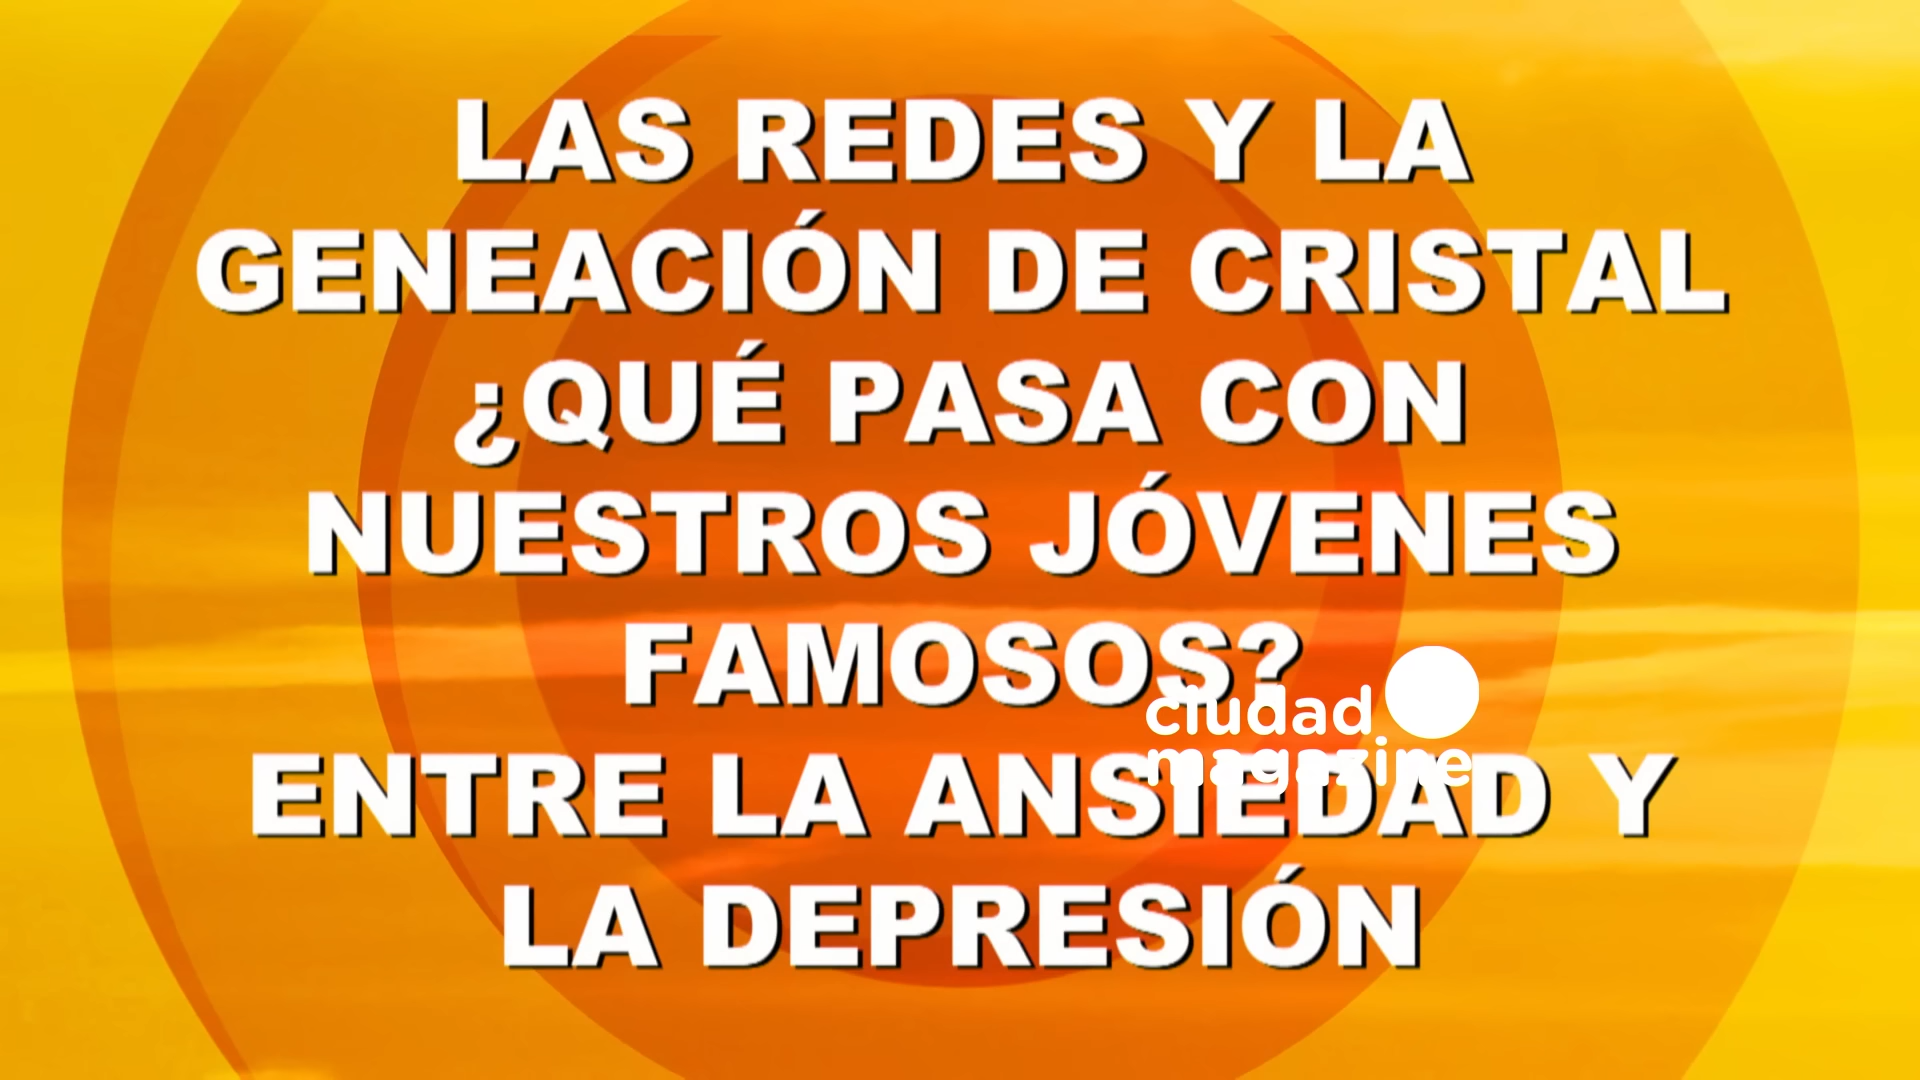 LAS REDES Y LA
GENEACIÓN DE CRISTAL
¿QUÉ PASA CON
NUESTROS JÓVENES
FAMOSOS?
ciudad
magazine
ENTRE LA ANSIEDAD Y
LA DEPRESIÓN